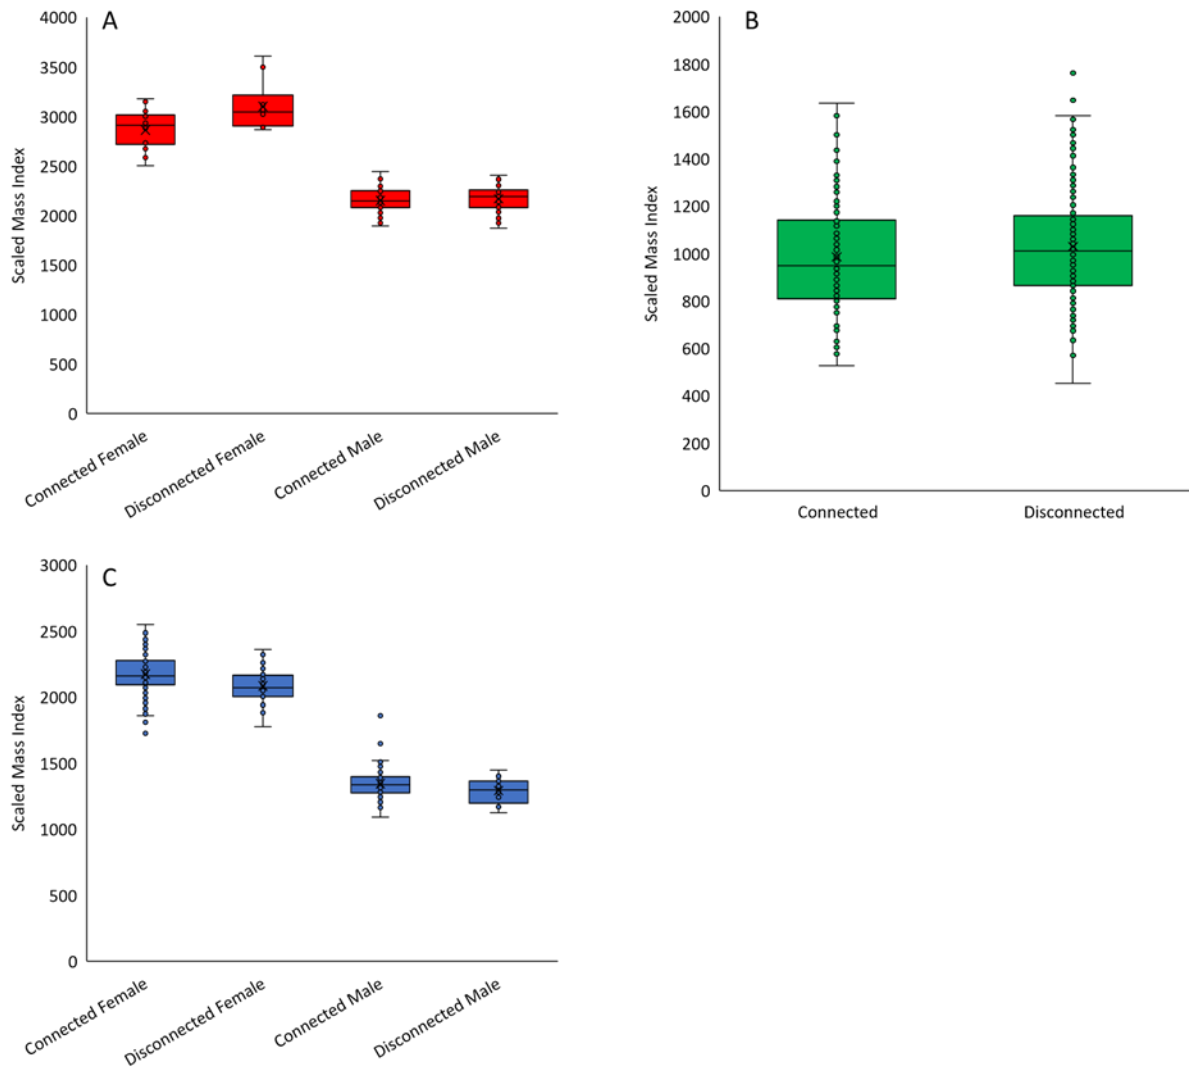 A
4000
3500
3000
2500
2000
1500
1000
500
0
Scaled Mass Index
Connected Female
Disconnected Female
Connected Male
Disconnected Male
B
2000
1800
1600
1400
1200
1000
800
600
400
200
0
Scaled Mass Index
Connected
Disconnected
C
3000
2500
2000
1500
1000
500
0
Scaled Mass Index
Connected Female
Disconnected Female
Connected Male
Disconnected Male